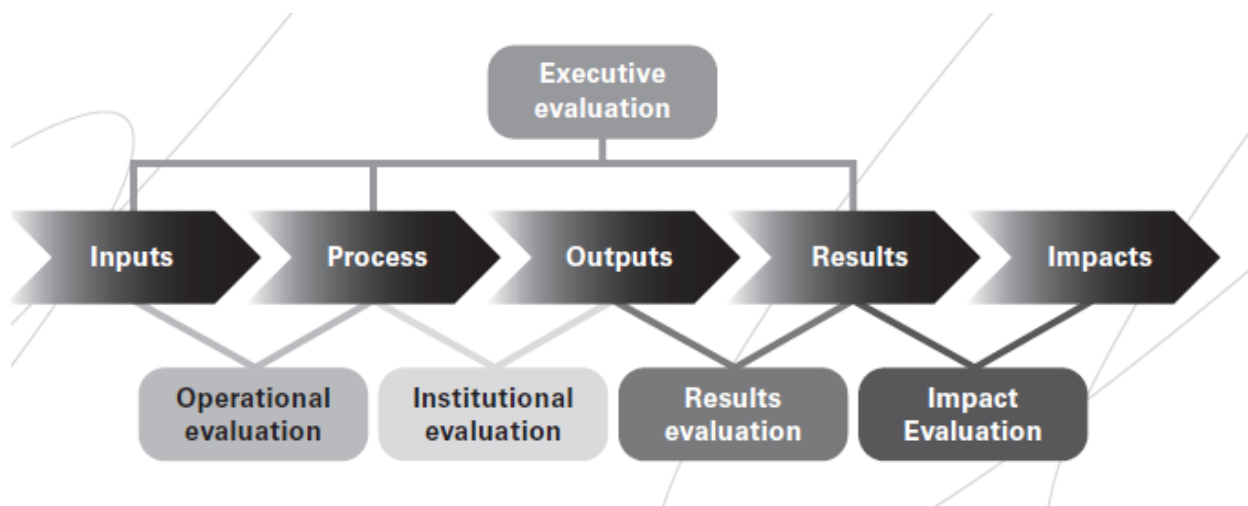 Executive
evaluation
Inputs
Process
Outputs
Results
Impacts
Operational
evaluation
Institutional
evaluation
Results
evaluation
Impact
Evaluation